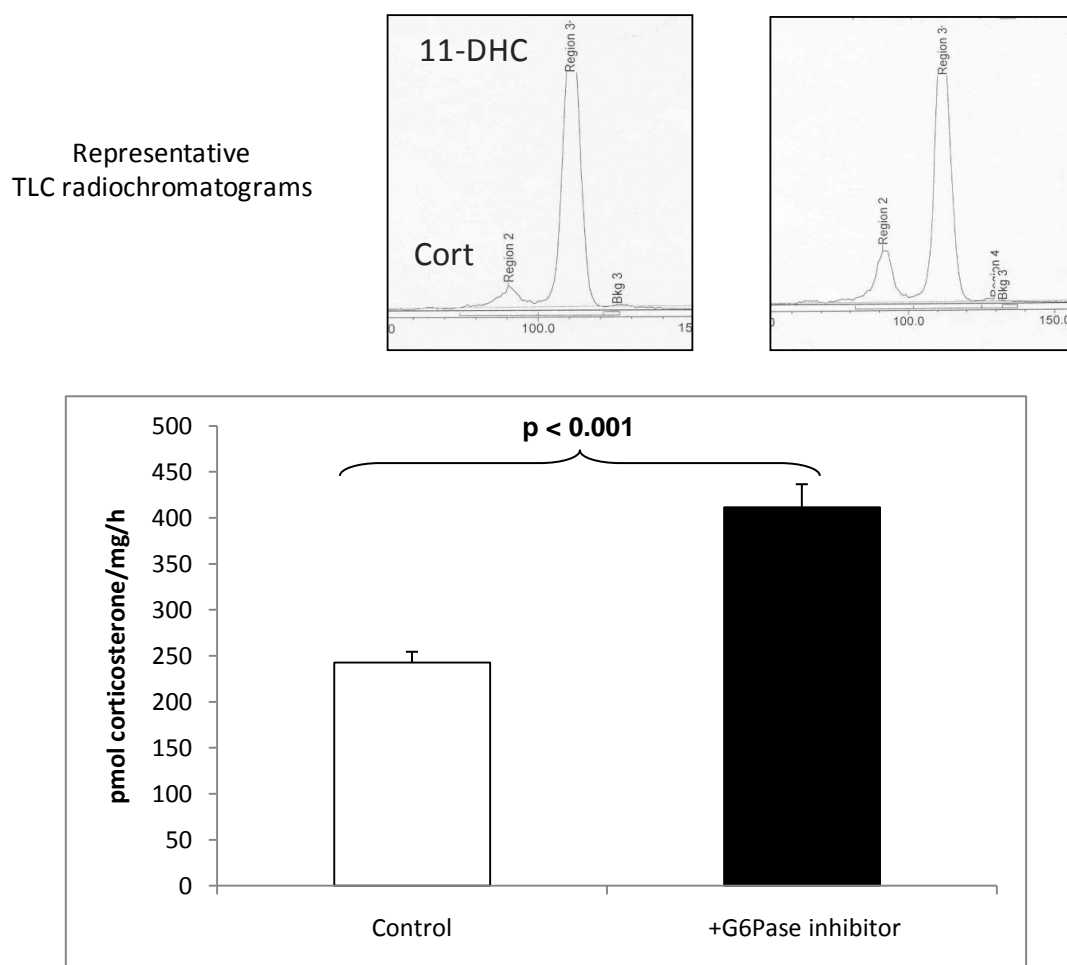 Representative
TLC radiochromatograms
11-DHC
Cort
Region 2
Region 3-
Bkg 3
0
100.0
15
Region 2
Region 3-
Region 4
Bkg 3
100.0
150.0
p < 0.001
pmol corticosterone/mg/h
500
450
400
350
300
250
200
150
100
50
0
Control
+G6Pase inhibitor